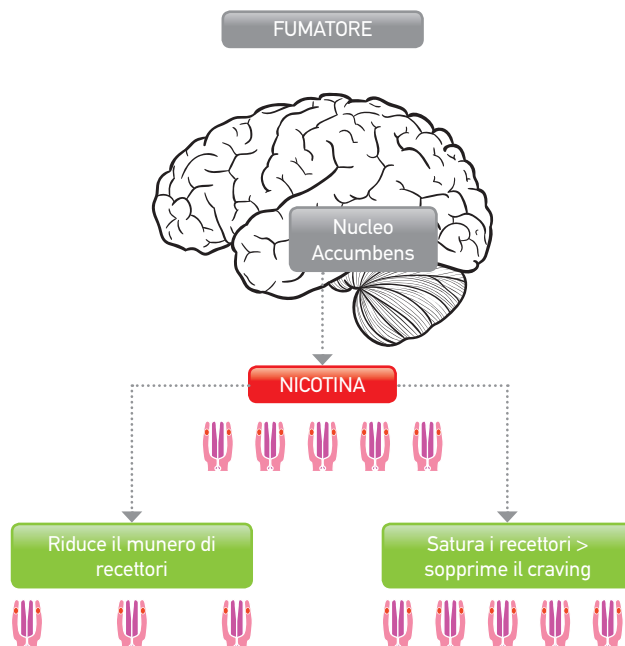 FUMATORE
Nucleo
Accumbens
NICOTINA
Riduce il munero di
recettori
Satura i recettori >
sopprime il craving